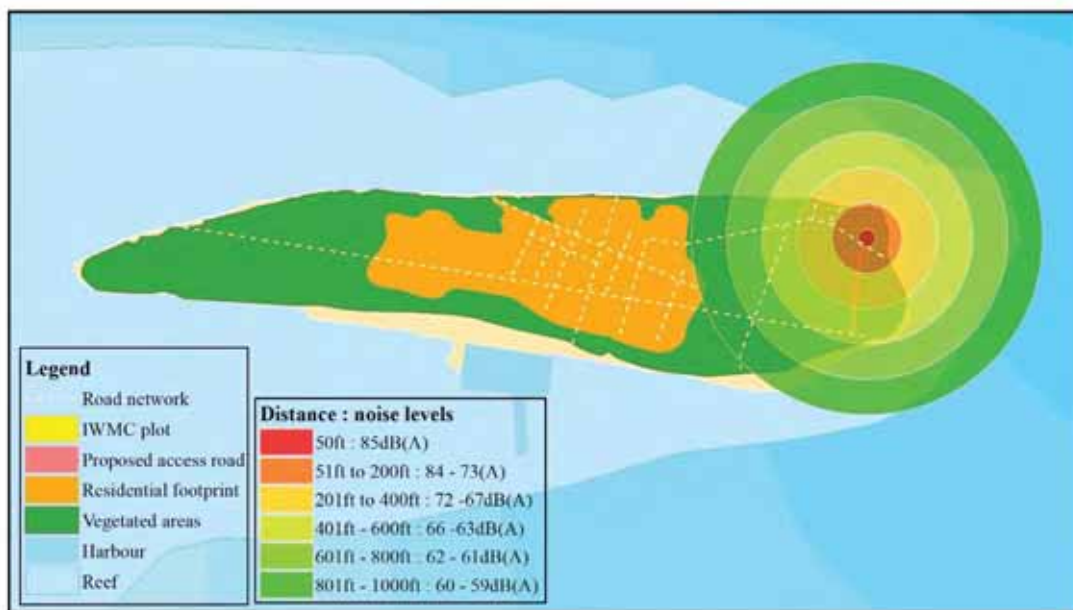 Legend
Road network
IWMC plot
Proposed access road
Residential footprint
Vegetated areas
Harbour
Reef
Distance : noise levels
50ft : 85dB(A)
51ft to 200ft : 84 - 73(A)
201ft to 400ft : 72 -67dB(A)
401ft - 600ft : 66 -63dB(A)
601ft - 800ft : 62 - 61dB(A)
801ft - 1000ft : 60 - 59dB(A)